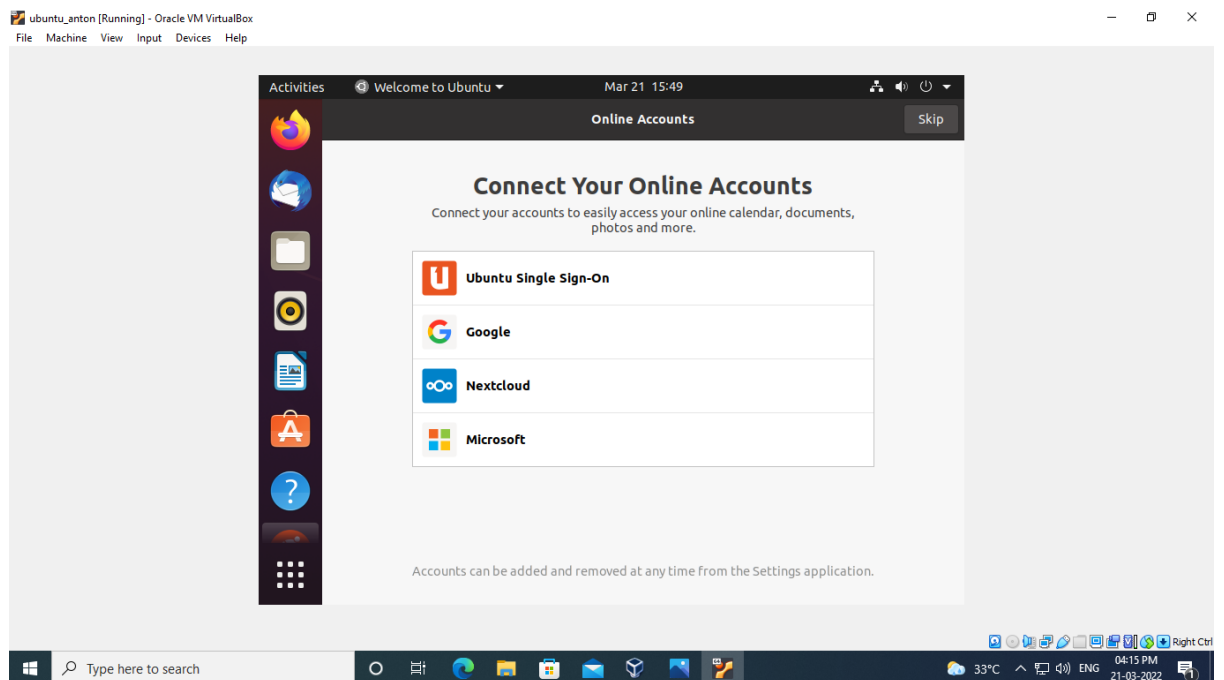 ubuntu_anton [Running] - Oracle VM VirtualBox
File Machine View Input Devices Help
Activities Welcome to Ubuntu Mar 21 15:49
Online Accounts Skip
Connect Your Online Accounts
Connect your accounts to easily access your online calendar, documents,
photos and more.
Ubuntu Single Sign-On
Google
Nextcloud
Microsoft
Accounts can be added and removed at any time from the Settings application.
Right Ctrl
Type here to search 33°C ENG 04:15 PM
21-03-2022 1